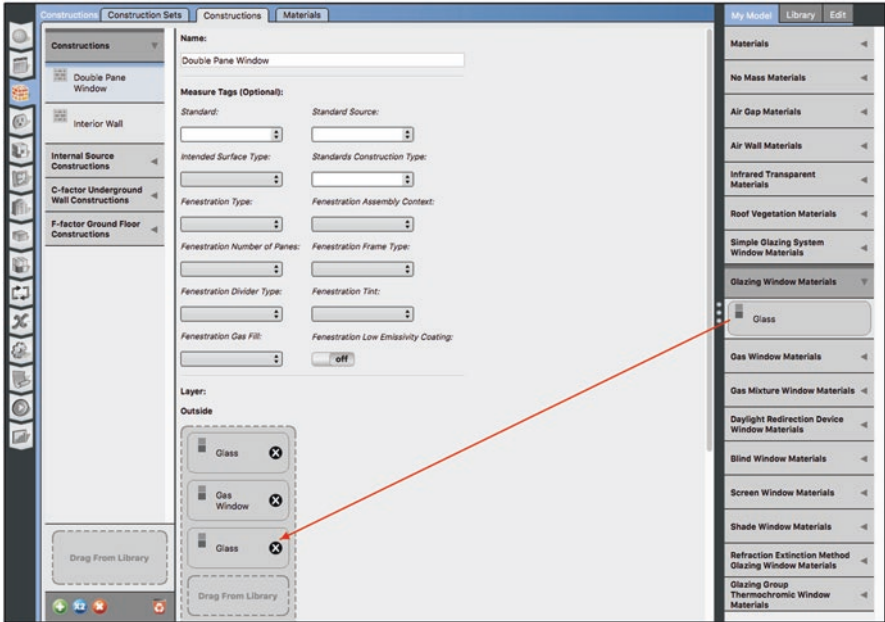 Constructions
Construction Sets
Constructions
Materials
My Model
Library
Edit
Constructions
Double Pane
Window
Interior Wall
Internal Source
Constructions
C-factor Underground
Wall Constructions
F-factor Ground Floor
Constructions
Drag From Library
x2
Name:
Double Pane Window
Measure Tags (Optional):
Standard:
Standard Source:
Intended Surface Type:
Standards Construction Type:
Fenestration Type:
Fenestration Assembly Context:
Fenestration Number of Panes:
Fenestration Frame Type:
Fenestration Divider Type:
Fenestration Tint:
Fenestration Gas Fill:
Fenestration Low Emissivity Coating:
off
Layer:
Outside
Glass
Gas
Window
Glass
Drag From Library
Materials
No Mass Materials
Air Gap Materials
Air Wall Materials
Infrared Transparent
Materials
Roof Vegetation Materials
Simple Glazing System
Window Materials
Glazing Window Materials
Glass
Gas Window Materials
Gas Mixture Window Materials
Daylight Redirection Device
Window Materials
Blind Window Materials
Screen Window Materials
Shade Window Materials
Refraction Extinction Method
Glazing Window Materials
Glazing Group
Thermochromic Window
Materials